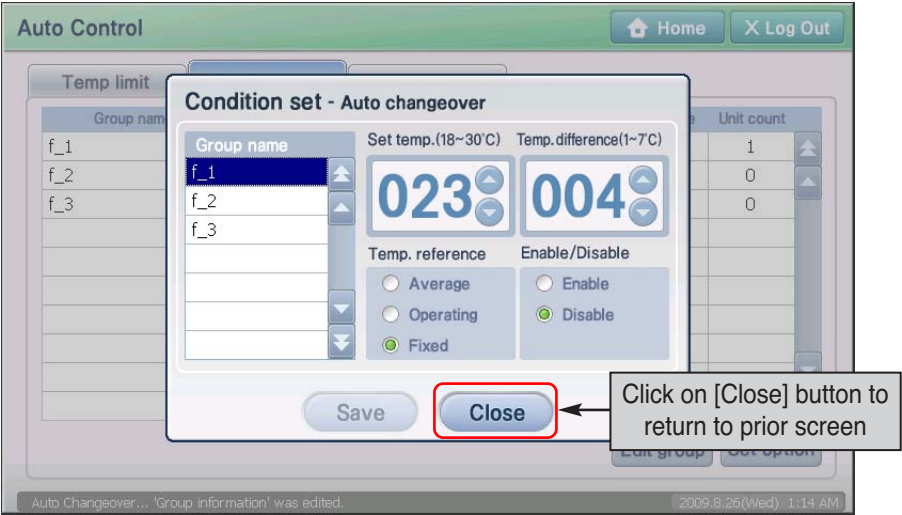 Auto Control
Home
X Log Out
Temp limit
Group nam
Unit count
f_1
1
f_2
0
f_3
0
Condition set - Auto changeover
Group name
f_1
f_2
f_3
Set temp.(18~30°C)
Temp.difference(1~7°C)
023
004
Temp. reference
Enable/Disable
Average
Enable
Operating
Disable
Fixed
Save
Close
Click on [Close] button to
return to prior screen
Edit group
Set option
Auto Changeover... 'Group information' was edited.
2009.8.26(Wed) 1:14 AM